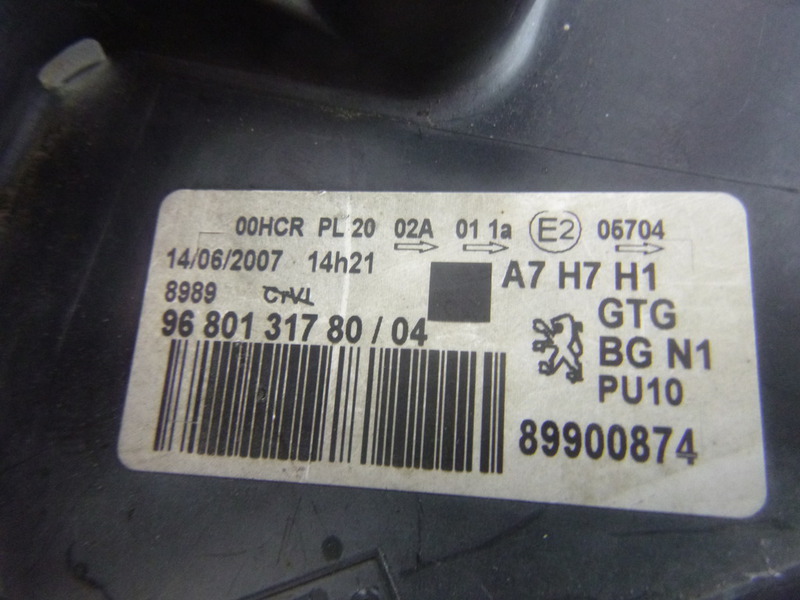 00HCR PL 20 02A 01 1a E2 05704
14/06/2007 14h21
A7 H7 H1
8989
96 801 317 80 / 04
GTG
BG N1
PU10
89900874